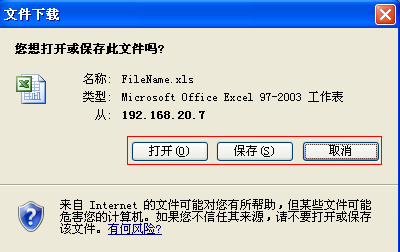 文件下载
您想打开或保存此文件吗?
名称: FileName.xls
类型: Microsoft Office Excel 97-2003 工作表
从: 192.168.20.7
打开(O) 保存(S) 取消
来自 Internet 的文件可能对您有所帮助,但某些文件可能
危害您的计算机。如果您不信任其来源,请不要打开或保存
该文件。有何风险?